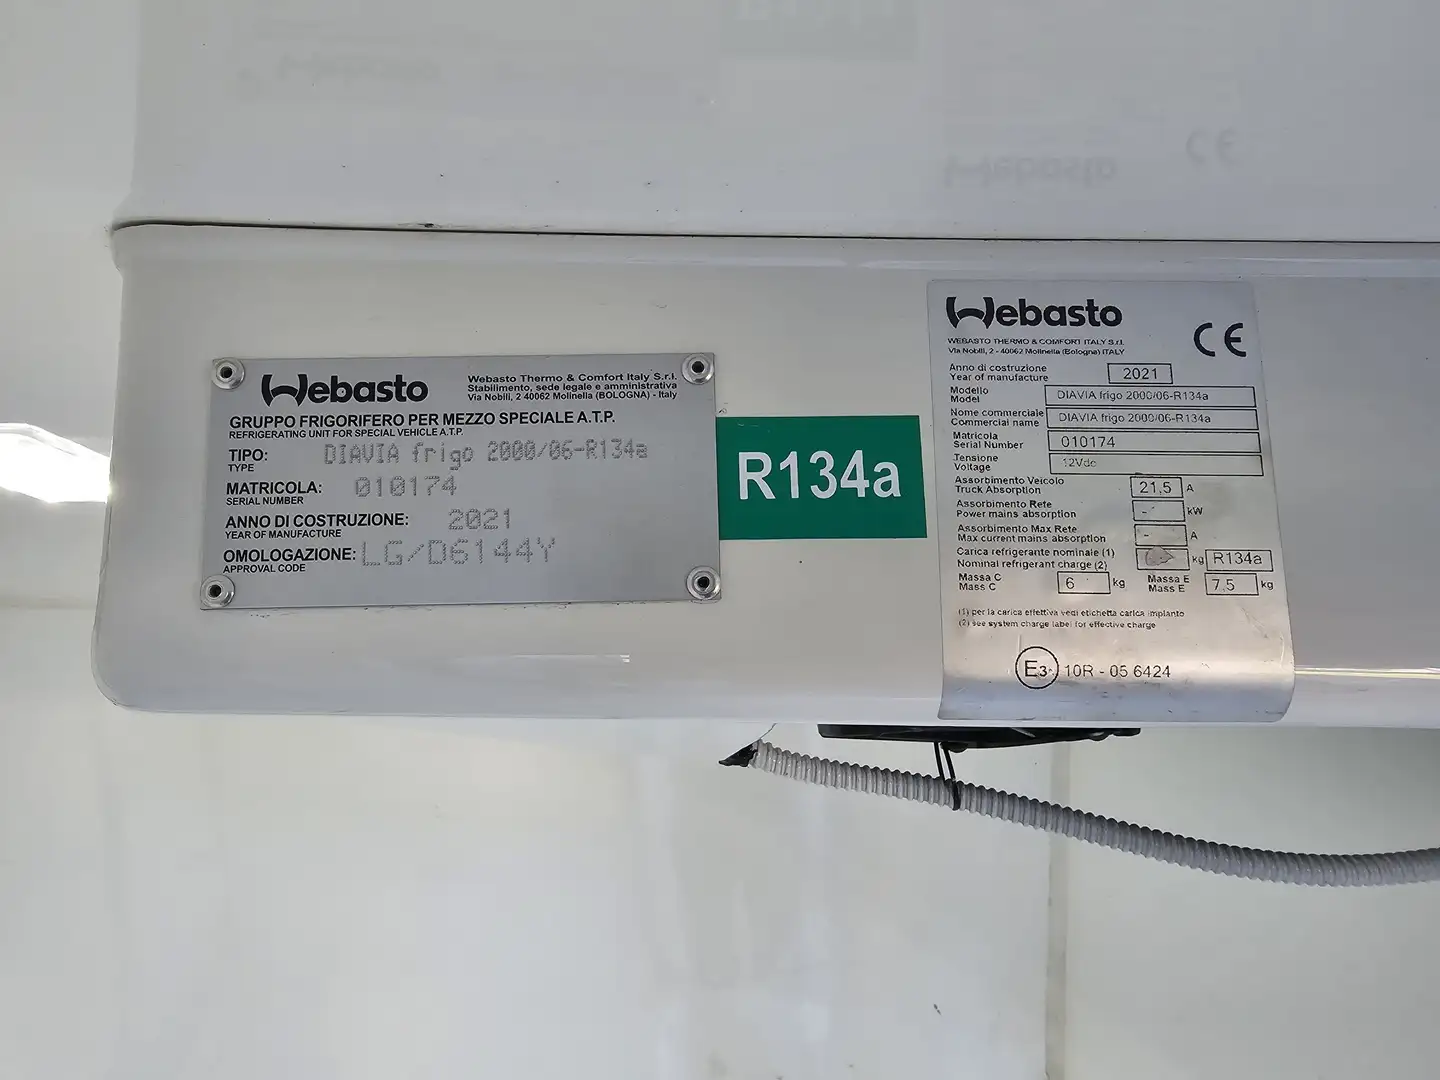 Webasto
Webasto Thermo & Comfort Italy S.r.l.
Stabilimento, sede legale e amministrativa
Via Nobili, 2 40062 Molinella (BOLOGNA) - Italy
GRUPPO FRIGORIFERO PER MEZZO SPECIALE A.T.P.
REFRIGERATING UNIT FOR SPECIAL VEHICLE A.T.P.
TIPO: DIAVIA frigo 2000/06-R134a
TYPE
MATRICOLA: 010174
SERIAL NUMBER
ANNO DI COSTRUZIONE: 2021
YEAR OF MANUFACTURE
OMOLOGAZIONE: LG/D6144Y
APPROVAL CODE
R134a
Webasto
CE
WEBASTO THERMO & COMFORT ITALY S.r.l.
Via Nobili, 2 - 40062 Molinella (Bologna) ITALY
Anno di costruzione
Year of manufacture 2021
Modello
Model DIAVIA frigo 2000/06-R134a
Nome commerciale
Commercial name DIAVIA frigo 2000/06-R134a
Matricola
Serial Number 010174
Tensione
Voltage 12Vdc
Assorbimento Veicolo
Truck Absorption 21,5 A
Assorbimento Rete
Power mains absorption - kW
Assorbimento Max Rete
Max current mains absorption - A
Carica refrigerante nominale (1)
Nominal refrigerant charge (2) kg R134a
Massa C
Mass C 6 kg
Massa E
Mass E 7,5 kg
(1) per la carica effettiva vedi etichetta carica impianto
(2) see system charge label for effective charge
E3 10R - 05 6424